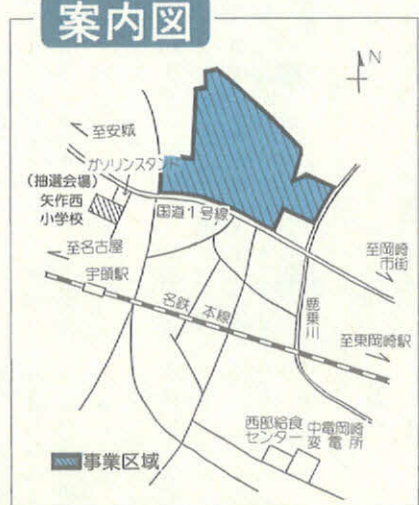 案内図
N
至安城
ガソリンスタンド
(抽選会場)
矢作西
小学校
国道1号線
至名古屋
宇頭駅
名鉄 本線
至岡崎
市街
鹿乗川
至東岡崎駅
西部給食
センター
中電岡崎
変電所
事業区域